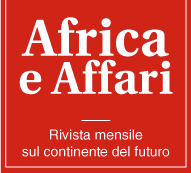 Africa
e Affari
Rivista mensile
sul continente del futuro